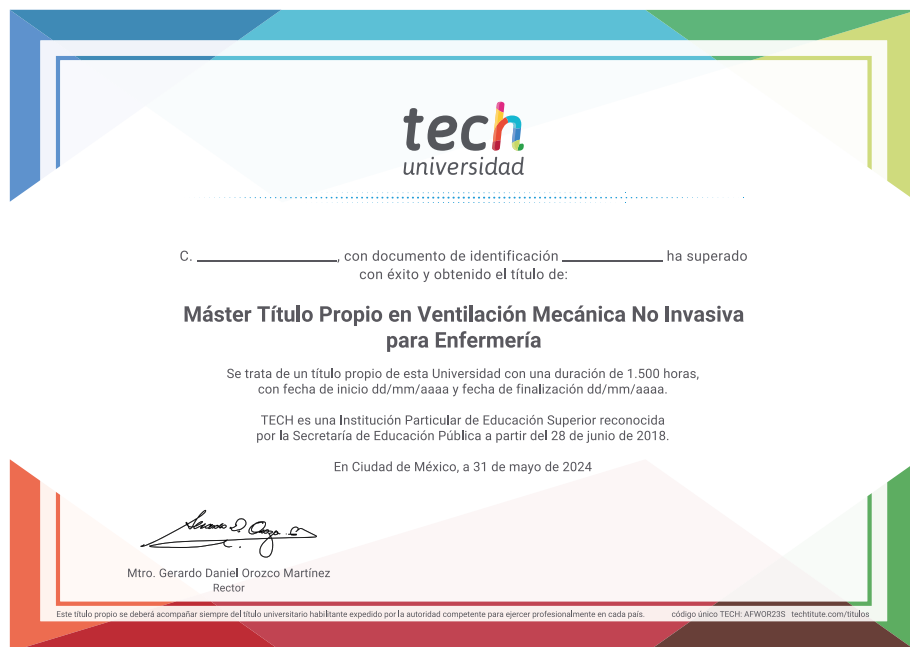 tech
universidad
C. ____________________, con documento de identificación ______________ ha superado
con éxito y obtenido el título de:
Máster Título Propio en Ventilación Mecánica No Invasiva
para Enfermería
Se trata de un título propio de esta Universidad con una duración de 1.500 horas,
con fecha de inicio dd/mm/aaaa y fecha de finalización dd/mm/aaaa.
TECH es una Institución Particular de Educación Superior reconocida
por la Secretaría de Educación Pública a partir del 28 de junio de 2018.
En Ciudad de México, a 31 de mayo de 2024
Mtro. Gerardo Daniel Orozco Martínez
Rector
Este título propio se deberá acompañar siempre del título universitario habilitante expedido por la autoridad competente para ejercer profesionalmente en cada país. código único TECH: AFWOR23S techtitute.com/titulos